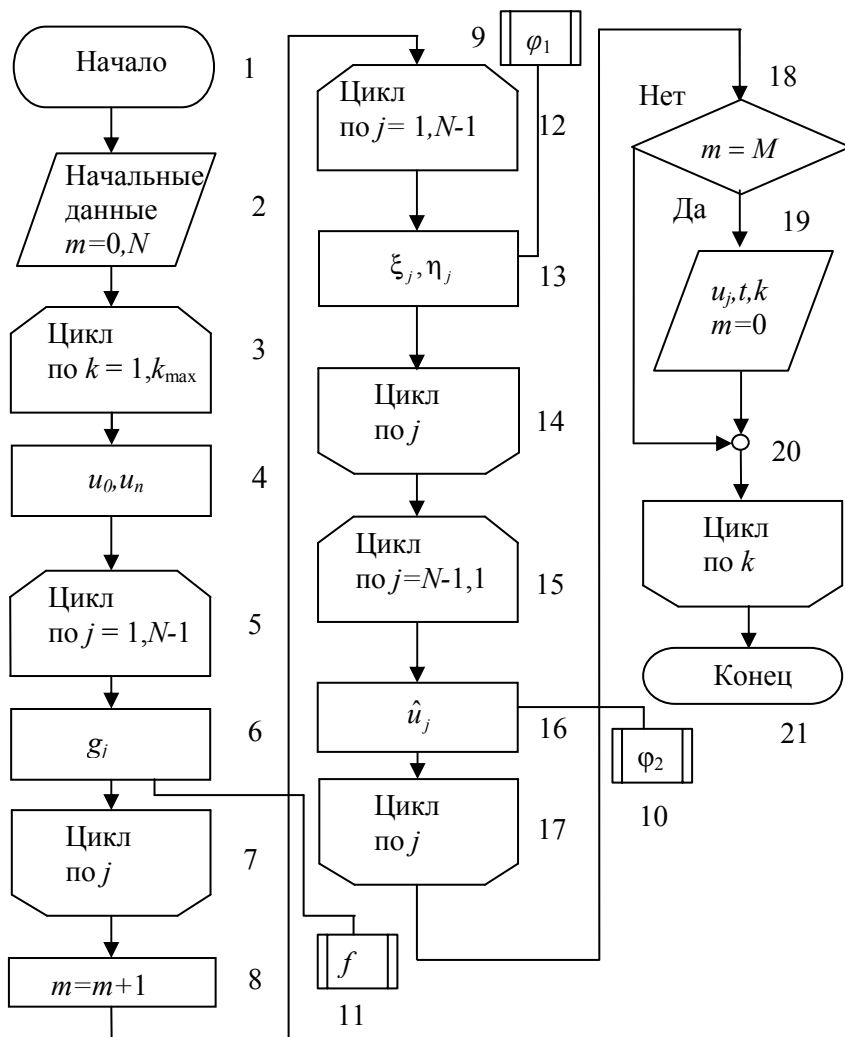 Начало
1
Начальные
данные
m=0,N
2
Цикл
по k = 1,kmax
3
u0,un
4
Цикл
по j = 1,N-1
5
gj
6
Цикл
по j
7
m=m+1
8
9
φ1
Цикл
по j= 1,N-1
12
ξj,ηj
13
Цикл
по j
14
Цикл
по j=N-1,1
15
ûj
16
φ2
10
Цикл
по j
17
f
11
18
Нет
m = M
Да
19
uj,t,k
m=0
20
Цикл
по k
Конец
21